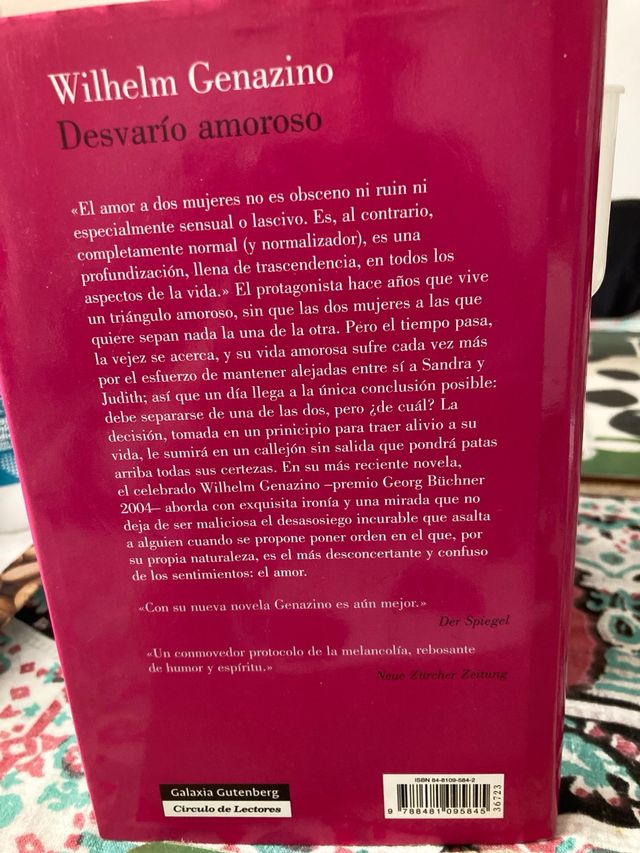 Wilhelm Genazino
Desvarío amoroso
«El amor a dos mujeres no es obsceno ni ruin ni
especialmente sensual o lascivo. Es, al contrario,
completamente normal (y normalizador), es una
profundización, llena de trascendencia, en todos los
aspectos de la vida.» El protagonista hace años que vive
un triángulo amoroso, sin que las dos mujeres a las que
quiere sepan nada la una de la otra. Pero el tiempo pasa,
la vejez se acerca, y su vida amorosa sufre cada vez más
por el esfuerzo de mantener alejadas entre sí a Sandra y
Judith; así que un día llega a la única conclusión posible:
debe separarse de una de las dos, pero ¿de cuál? La
decisión, tomada en un prinicipio para traer alivio a su
vida, le sumirá en un callejón sin salida que pondrá patas
arriba todas sus certezas. En su más reciente novela,
el celebrado Wilhelm Genazino –premio Georg Büchner
2004– aborda con exquisita ironía y una mirada que no
deja de ser maliciosa el desasosiego incurable que asalta
a alguien cuando se propone poner orden en el que, por
su propia naturaleza, es el más desconcertante y confuso
de los sentimientos: el amor.
«Con su nueva novela Genazino es aún mejor.»
Der Spiegel
«Un conmovedor protocolo de la melancolía, rebosante
de humor y espíritu.»
Neue Zürcher Zeitung
Galaxia Gutenberg
Círculo de Lectores
ISBN 84-8109-584-2
9 788481 095845
36723